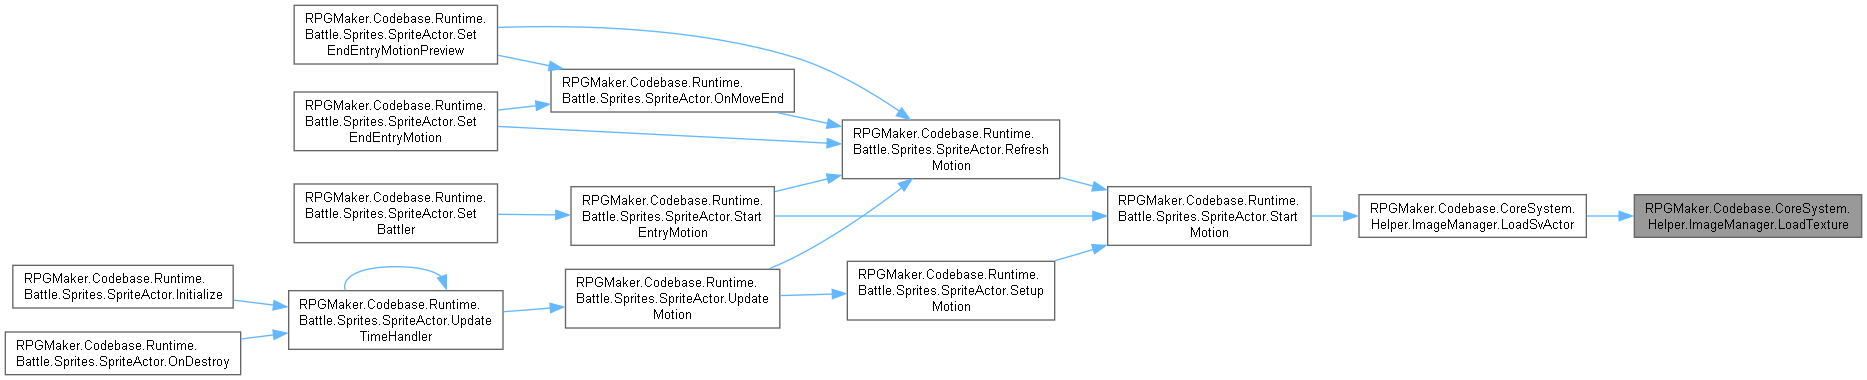 RPGMaker.Codebase.Runtime.
Battle.Sprites.SpriteActor.Set
EndEntryMotionPreview
RPGMaker.Codebase.Runtime.
Battle.Sprites.SpriteActor.OnMoveEnd
RPGMaker.Codebase.Runtime.
Battle.Sprites.SpriteActor.Set
EndEntryMotion
RPGMaker.Codebase.Runtime.
Battle.Sprites.SpriteActor.Refresh
Motion
RPGMaker.Codebase.Runtime.
Battle.Sprites.SpriteActor.Set
Battler
RPGMaker.Codebase.Runtime.
Battle.Sprites.SpriteActor.Start
EntryMotion
RPGMaker.Codebase.Runtime.
Battle.Sprites.SpriteActor.Start
Motion
RPGMaker.Codebase.CoreSystem.
Helper.ImageManager.LoadSvActor
RPGMaker.Codebase.CoreSystem.
Helper.ImageManager.LoadTexture
RPGMaker.Codebase.Runtime.
Battle.Sprites.SpriteActor.Initialize
RPGMaker.Codebase.Runtime.
Battle.Sprites.SpriteActor.Update
TimeHandler
RPGMaker.Codebase.Runtime.
Battle.Sprites.SpriteActor.Update
Motion
RPGMaker.Codebase.Runtime.
Battle.Sprites.SpriteActor.Setup
Motion
RPGMaker.Codebase.Runtime.
Battle.Sprites.SpriteActor.OnDestroy